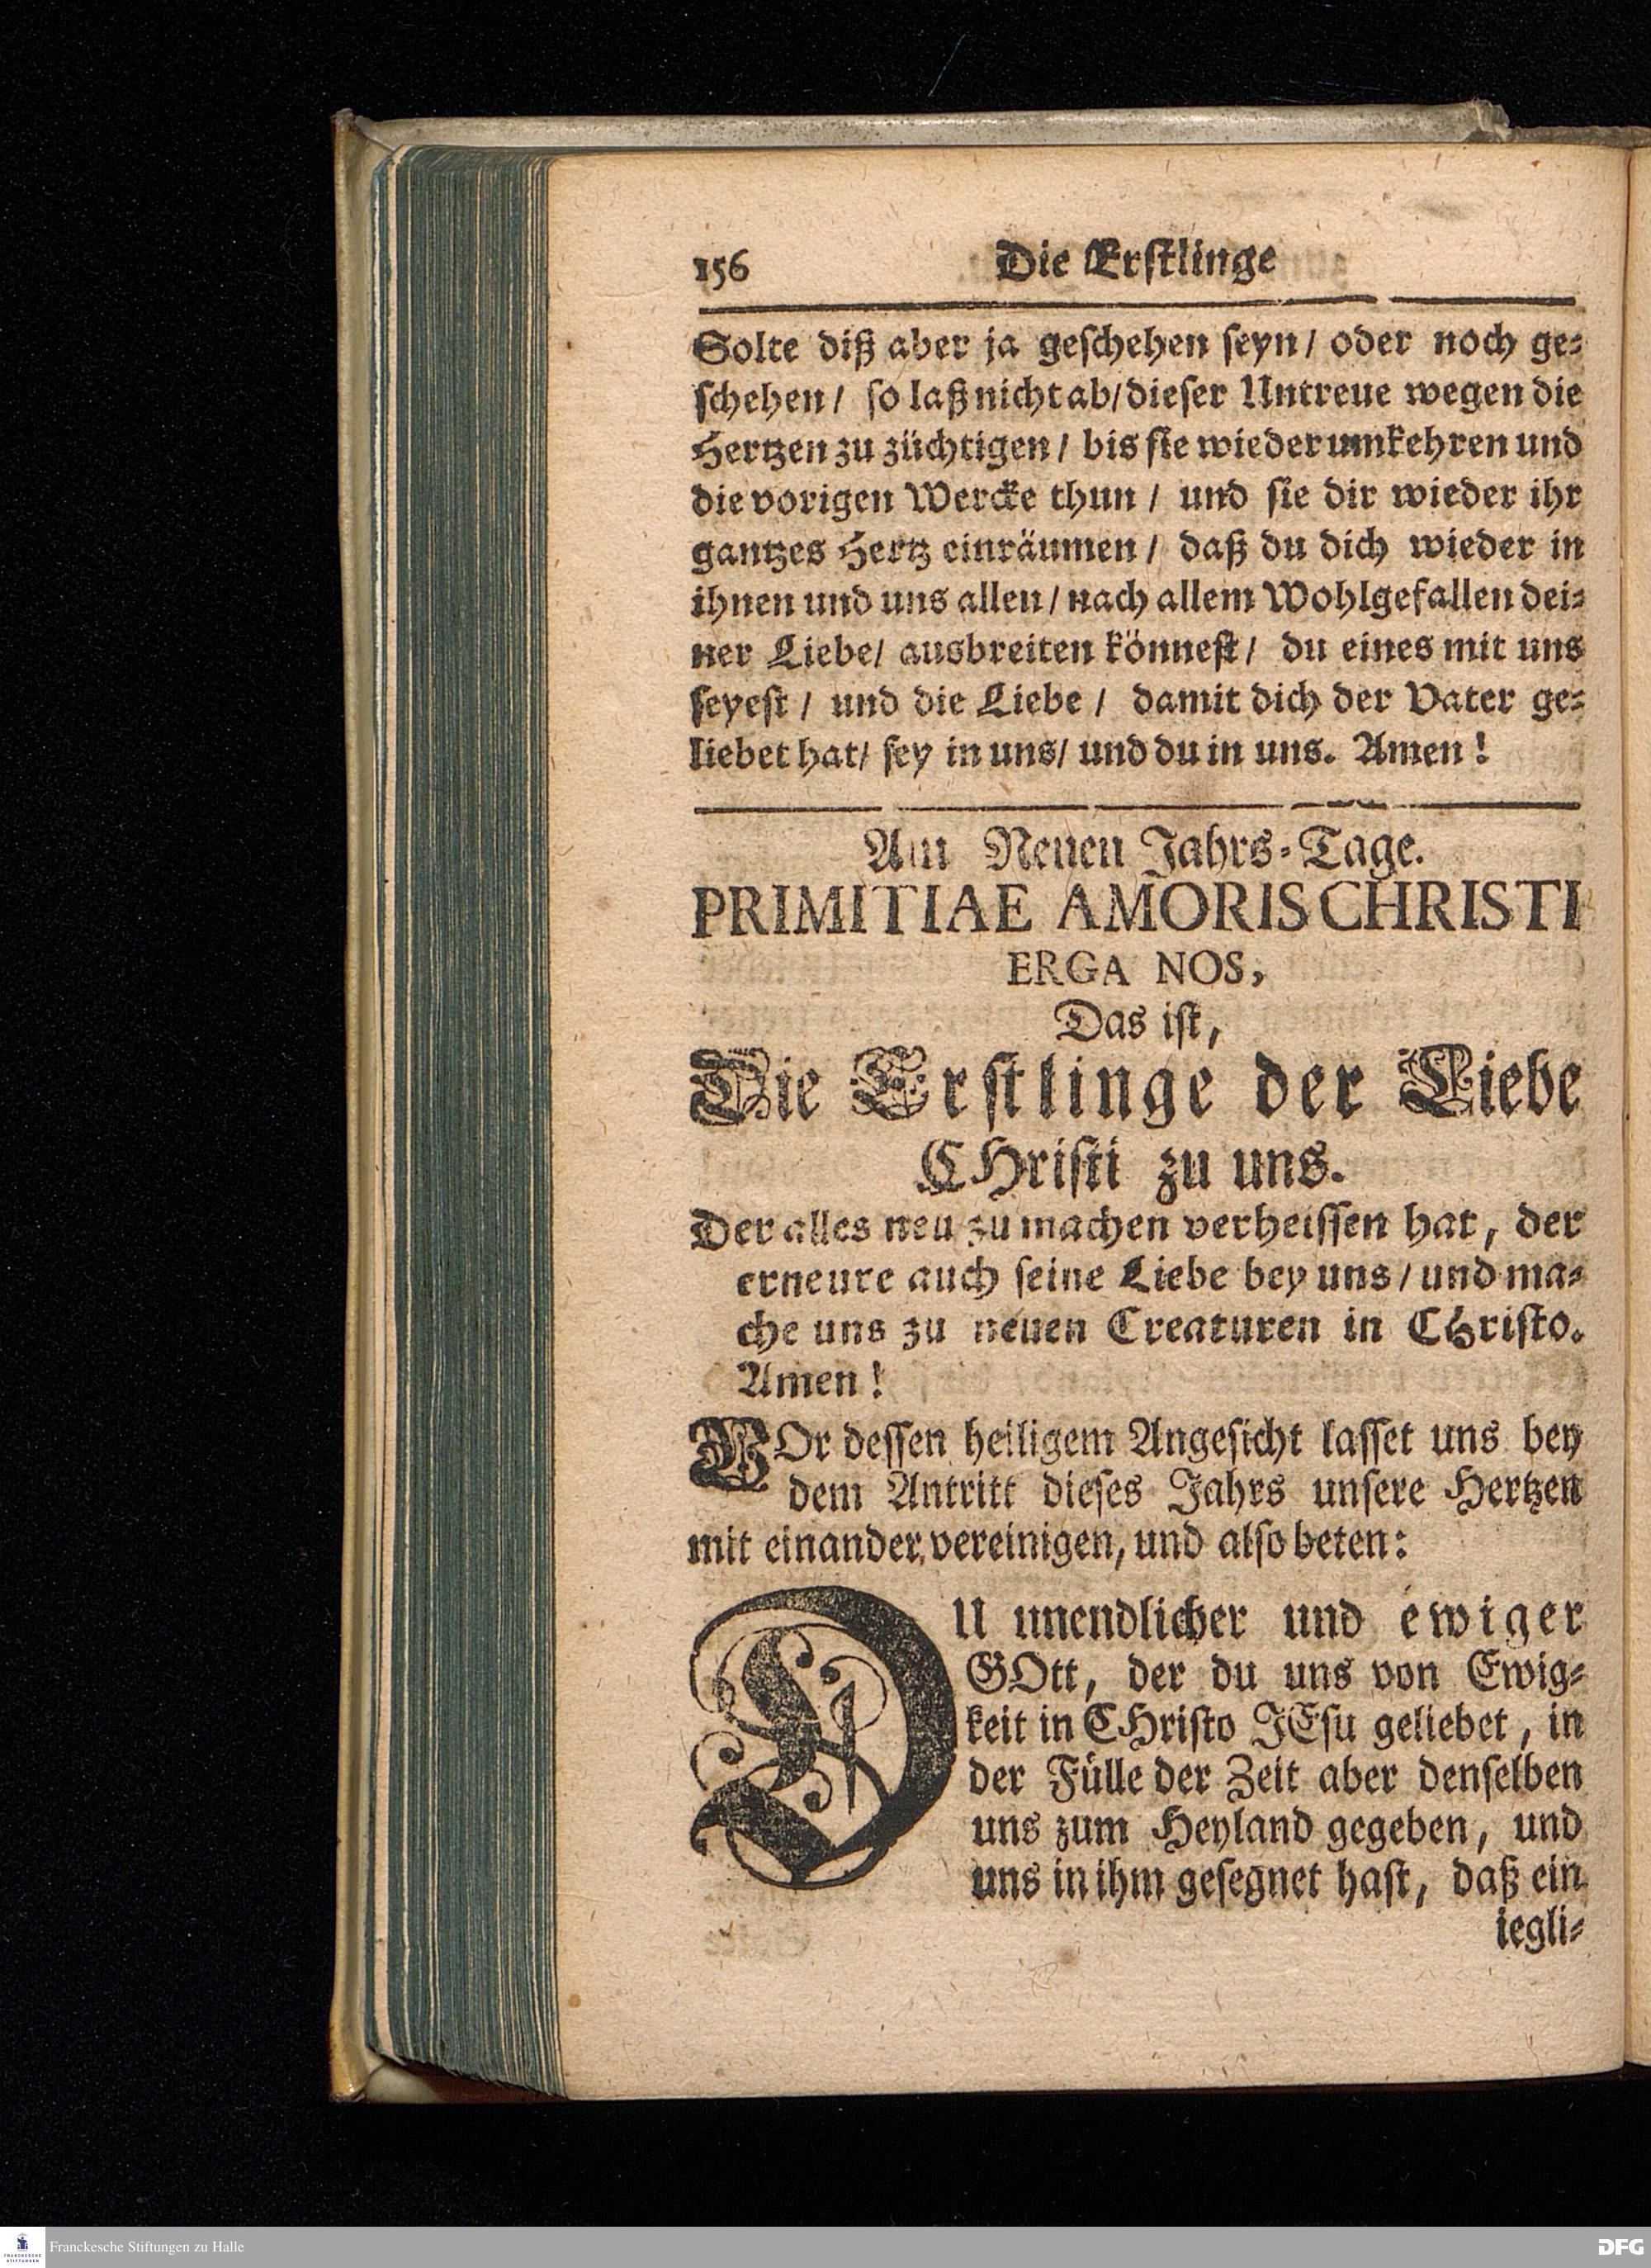 156 Die Erſtlinge
Solte diß aber ja geſchehen ſeyn / oder noch ge⸗
ſchehen / ſo laß nicht ab / dieſer Untreue wegen die
Hertzen zu züchtigen / bis ſie wieder umkehren und
die vorigen Wercke thun / und ſie dir wieder ihr
gantzes Hertz einräumen / daß du dich wieder in
ihnen und uns allen / nach allem Wohlgefallen dei⸗
ner Liebe / ausbreiten könneſt / du eines mit uns
ſeyeſt / und die Liebe / damit dich der Vater ge⸗
liebet hat / ſey in uns / und du in uns. Amen!
Am Neuen Jahrs⸗Tage.
PRIMITIAE AMORIS CHRISTI
ERGA NOS,
Das iſt,
Die Erſtlinge der Liebe
CHriſti zu uns.
Der alles neu zu machen verheiſſen hat, der
erneure auch ſeine Liebe bey uns / und ma⸗
che uns zu neuen Creaturen in CHriſto.
Amen!
VOr deſſen heiligem Angeſicht laſſet uns bey
dem Antritt dieſes Jahrs unſere Hertzen
mit einander vereinigen, und alſo beten:
DU unendlicher und ewiger
GOtt, der du uns von Ewig⸗
keit in CHriſto JEſu geliebet, in
der Fülle der Zeit aber denſelben
uns zum Heyland gegeben, und
uns in ihm geſegnet haſt, daß ein
iegli⸗
FRANCKESCHE STIFTUNGEN
Franckesche Stiftungen zu Halle
DFG